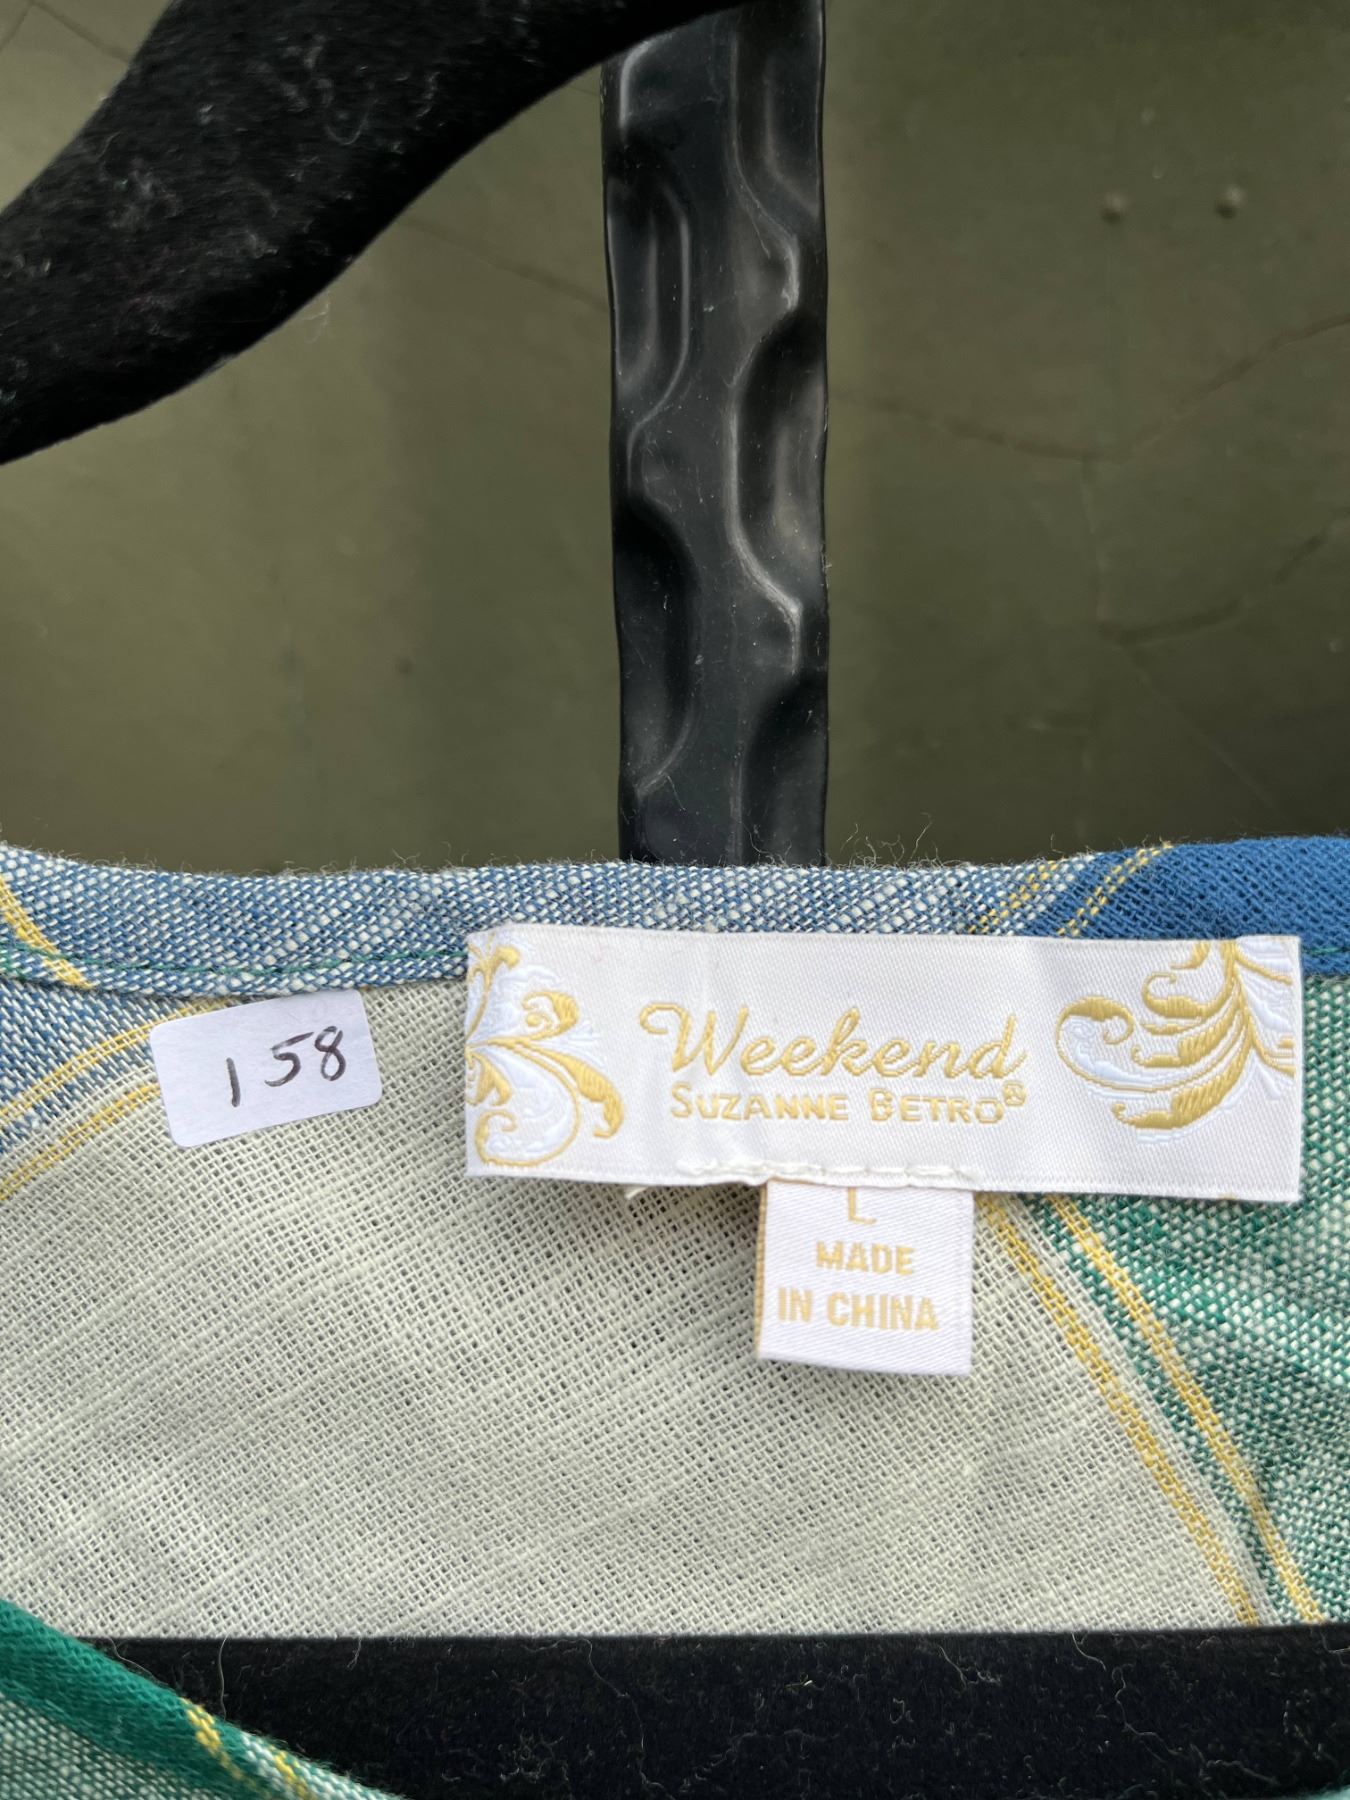 158
Weekend
SUZANNE BETRO®
L
MADE
IN CHINA